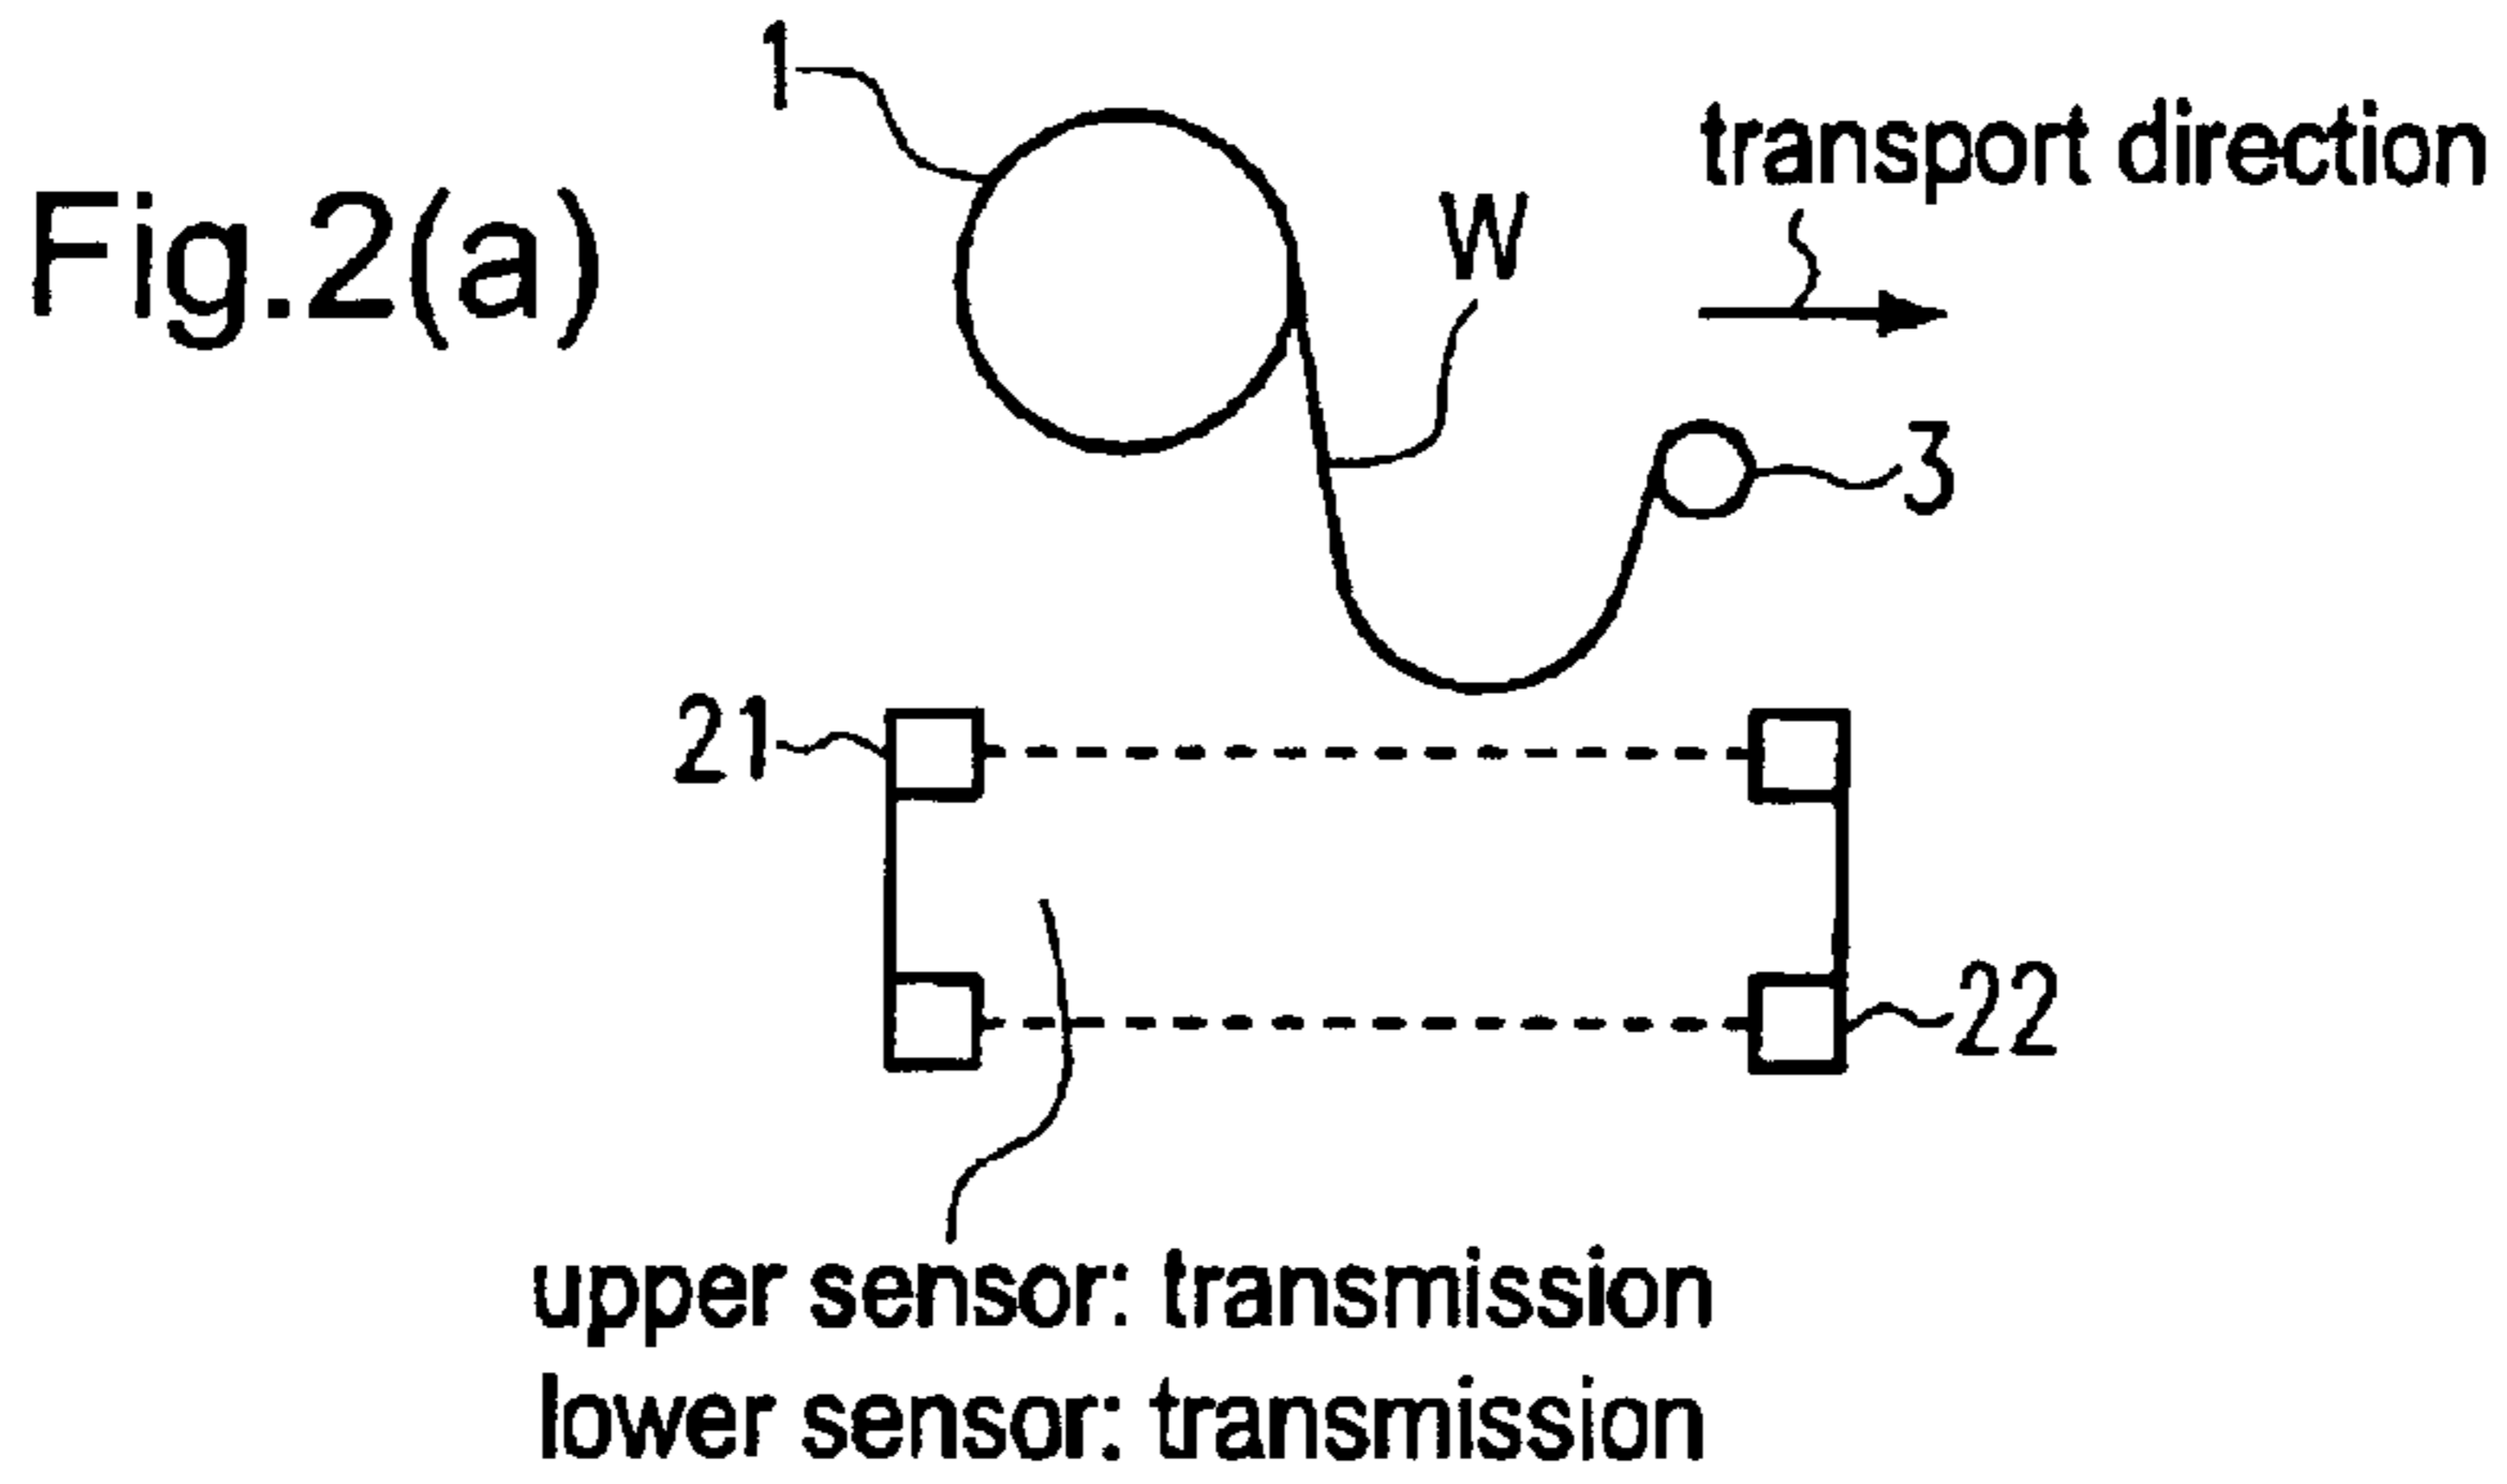 Fig.2(a)
1
transport direction
W
3
21
22
upper sensor: transmission
lower sensor: transmission